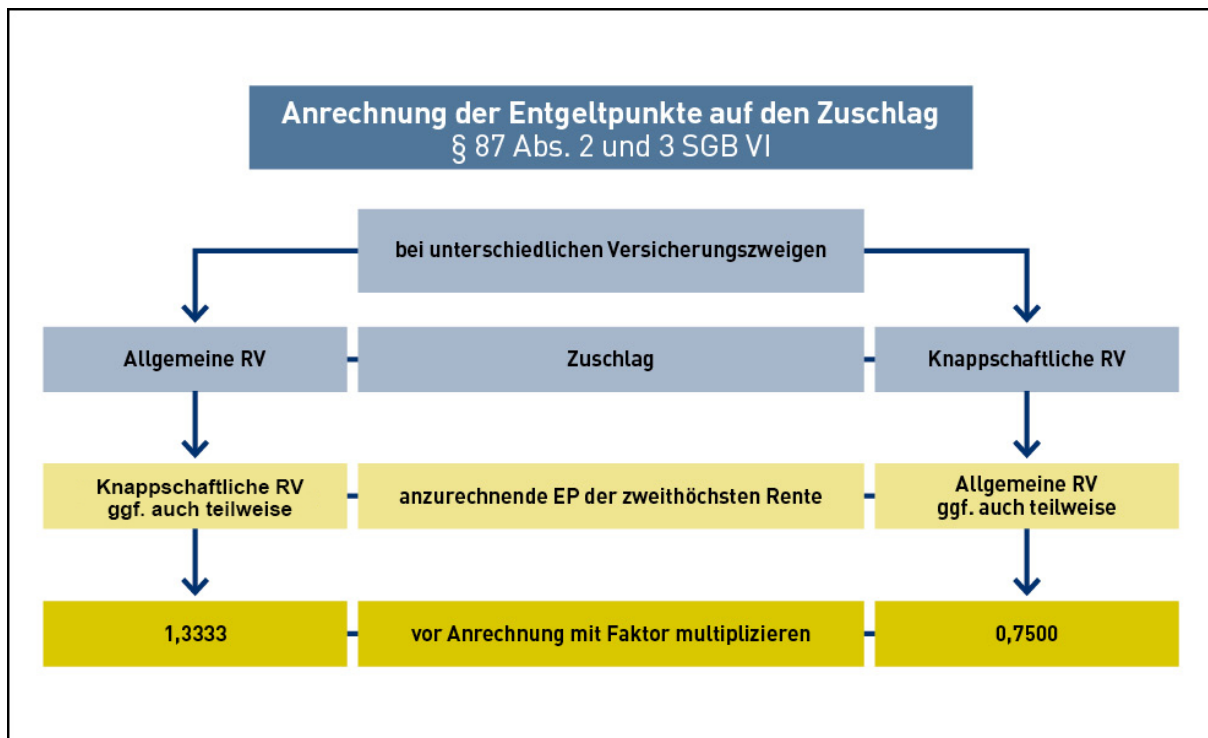 Anrechnung der Entgeltpunkte auf den Zuschlag
§ 87 Abs. 2 und 3 SGB VI
bei unterschiedlichen Versicherungszweigen
Allgemeine RV
Zuschlag
Knappschaftliche RV
Knappschaftliche RV
ggf. auch teilweise
anzurechnende EP der zweithöchsten Rente
Allgemeine RV
ggf. auch teilweise
1,3333
vor Anrechnung mit Faktor multiplizieren
0,7500